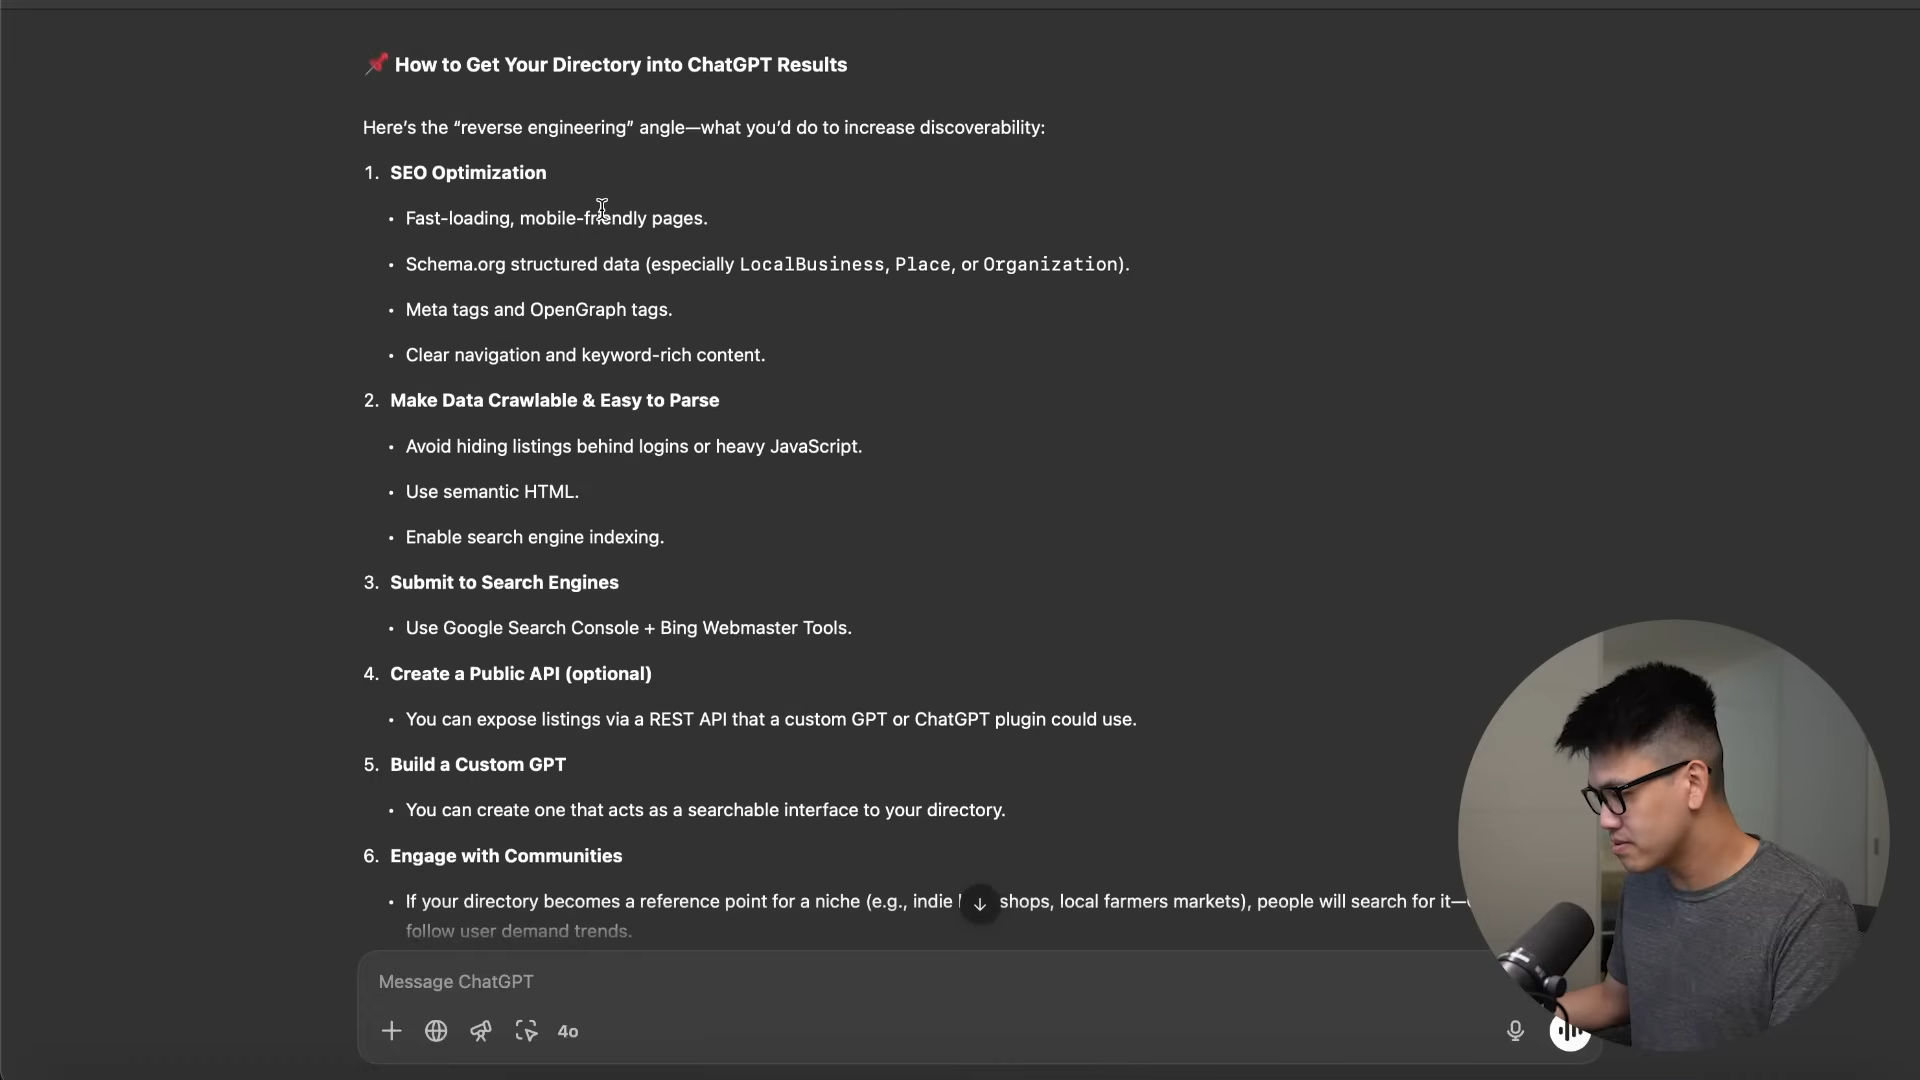 📌 How to Get Your Directory into ChatGPT Results
Here's the “reverse engineering” angle—what you'd do to increase discoverability:
1. SEO Optimization
• Fast-loading, mobile-friendly pages.
• Schema.org structured data (especially LocalBusiness, Place, or Organization).
• Meta tags and OpenGraph tags.
• Clear navigation and keyword-rich content.
2. Make Data Crawlable & Easy to Parse
• Avoid hiding listings behind logins or heavy JavaScript.
• Use semantic HTML.
• Enable search engine indexing.
3. Submit to Search Engines
• Use Google Search Console + Bing Webmaster Tools.
4. Create a Public API (optional)
• You can expose listings via a REST API that a custom GPT or ChatGPT plugin could use.
5. Build a Custom GPT
• You can create one that acts as a searchable interface to your directory.
6. Engage with Communities
• If your directory becomes a reference point for a niche (e.g., indie shops, local farmers markets), people will search for it—
follow user demand trends.
Message ChatGPT
4o